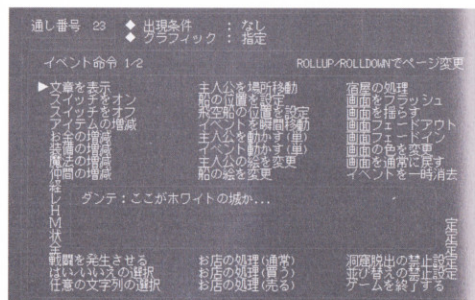 通し番号 23 ◆ 出現条件 : なし
◆ グラフィック : 指定
イベント命令 1/2 ROLLUP/ROLLDOWNでページ変更
▶文章を表示 主人公を場所移動 宿屋の処理
スイッチをオン 船の位置を設定 画面をフラッシュ
スイッチをオフ 飛空船の位置を設定 画面を揺らす
アイテムの増減 イベントを瞬間移動 画面フェードアウト
お金の増減 主人公を動かす(単) 画面フェードイン
装備の増減 イベント動かす(単) 画面の色を変更
魔法の増減 主人公の絵を変更 画面を通常に戻す
仲間の増減 船の絵を変更 イベントを一時消去
経
レ ダンテ:ここがホワイトの城か...
H
M 定
状 定
全 定
戦闘を発生させる お店の処理(通常) 洞窟脱出の禁止設定
はい/いいえの選択 お店の処理(買う) 並び替えの禁止設定
任意の文字列の選択 お店の処理(売る) ゲームを終了する